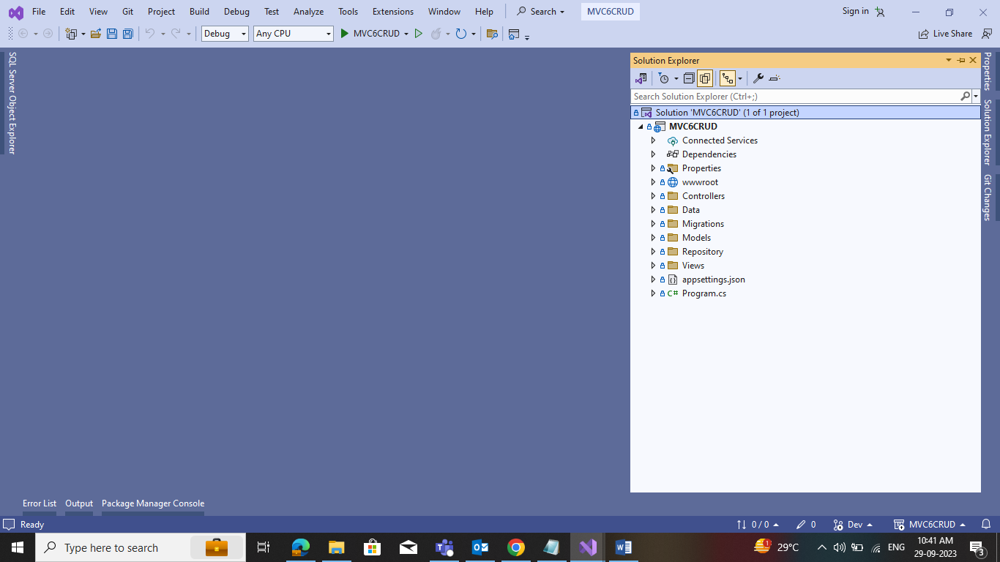 File Edit View Git Project Build Debug Test Analyze Tools Extensions Window Help Search MVC6CRUD Sign in
Debug Any CPU MVC6CRUD Live Share
SQL Server Object Explorer
Solution Explorer
Search Solution Explorer (Ctrl+;)
Solution 'MVC6CRUD' (1 of 1 project)
MVC6CRUD
Connected Services
Dependencies
Properties
wwwroot
Controllers
Data
Migrations
Models
Repository
Views
appsettings.json
C# Program.cs
Properties
Solution Explorer
Git Changes
Error List Output Package Manager Console
Ready 0 / 0 0 Dev MVC6CRUD
Type here to search 1 29°C ENG 10:41 AM
29-09-2023 3